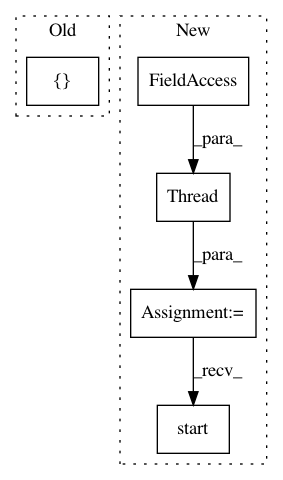 Old
{}
New
FieldAccess
_para_
Thread
_para_
Assignment:=
_recv_
start